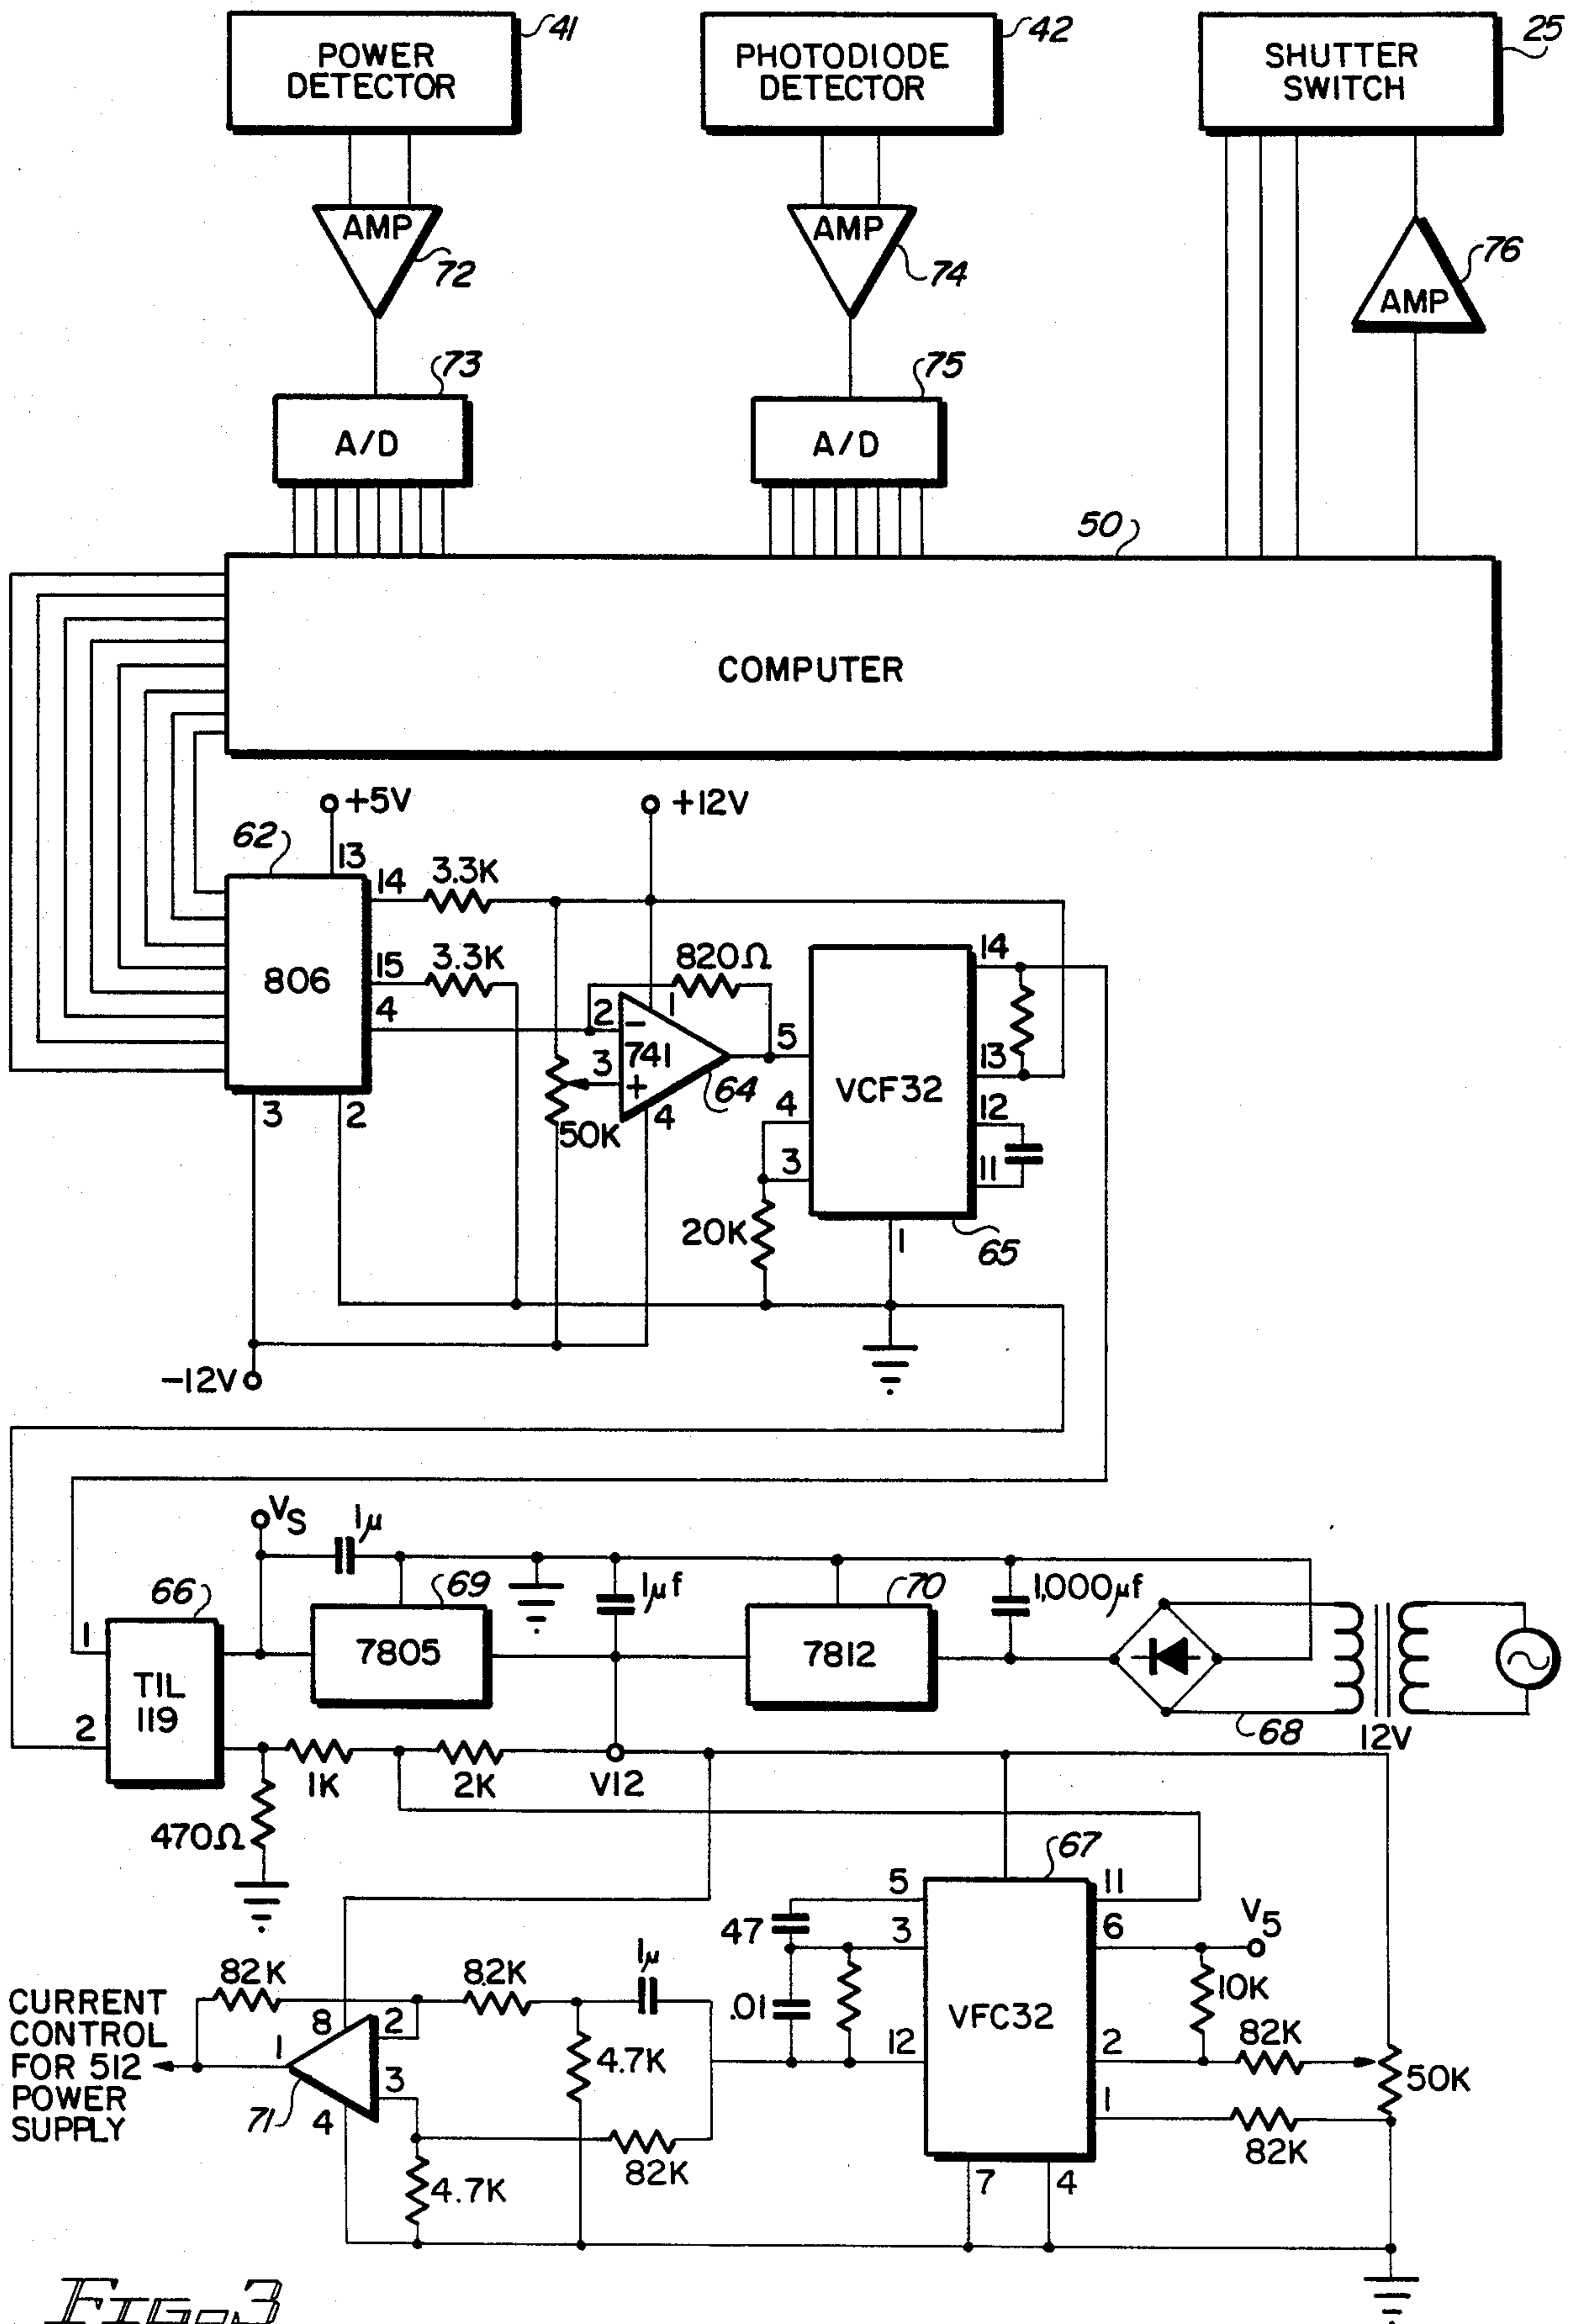 41
POWER
DETECTOR
42
PHOTODIODE
DETECTOR
25
SHUTTER
SWITCH
AMP
72
AMP
74
AMP
76
73
A/D
75
A/D
50
COMPUTER
+5V
+12V
62
13
14
3.3K
806
15
3.3K
4
3
2
820Ω
2
1
−
741
3
+
4
64
50K
5
VCF32
4
3
14
13
12
11
1
65
20K
−12V
VS
1μ
66
69
1μf
70
1,000μf
1
TIL
119
2
7805
7812
68
12V
1K
2K
V12
470Ω
67
5
11
47
3
6
V5
82K
82K
1μ
.01
VFC32
10K
CURRENT
CONTROL
FOR 512
POWER
SUPPLY
8
2
1
3
4
71
4.7K
12
2
82K
50K
1
82K
82K
4.7K
7
4
FIG. 3